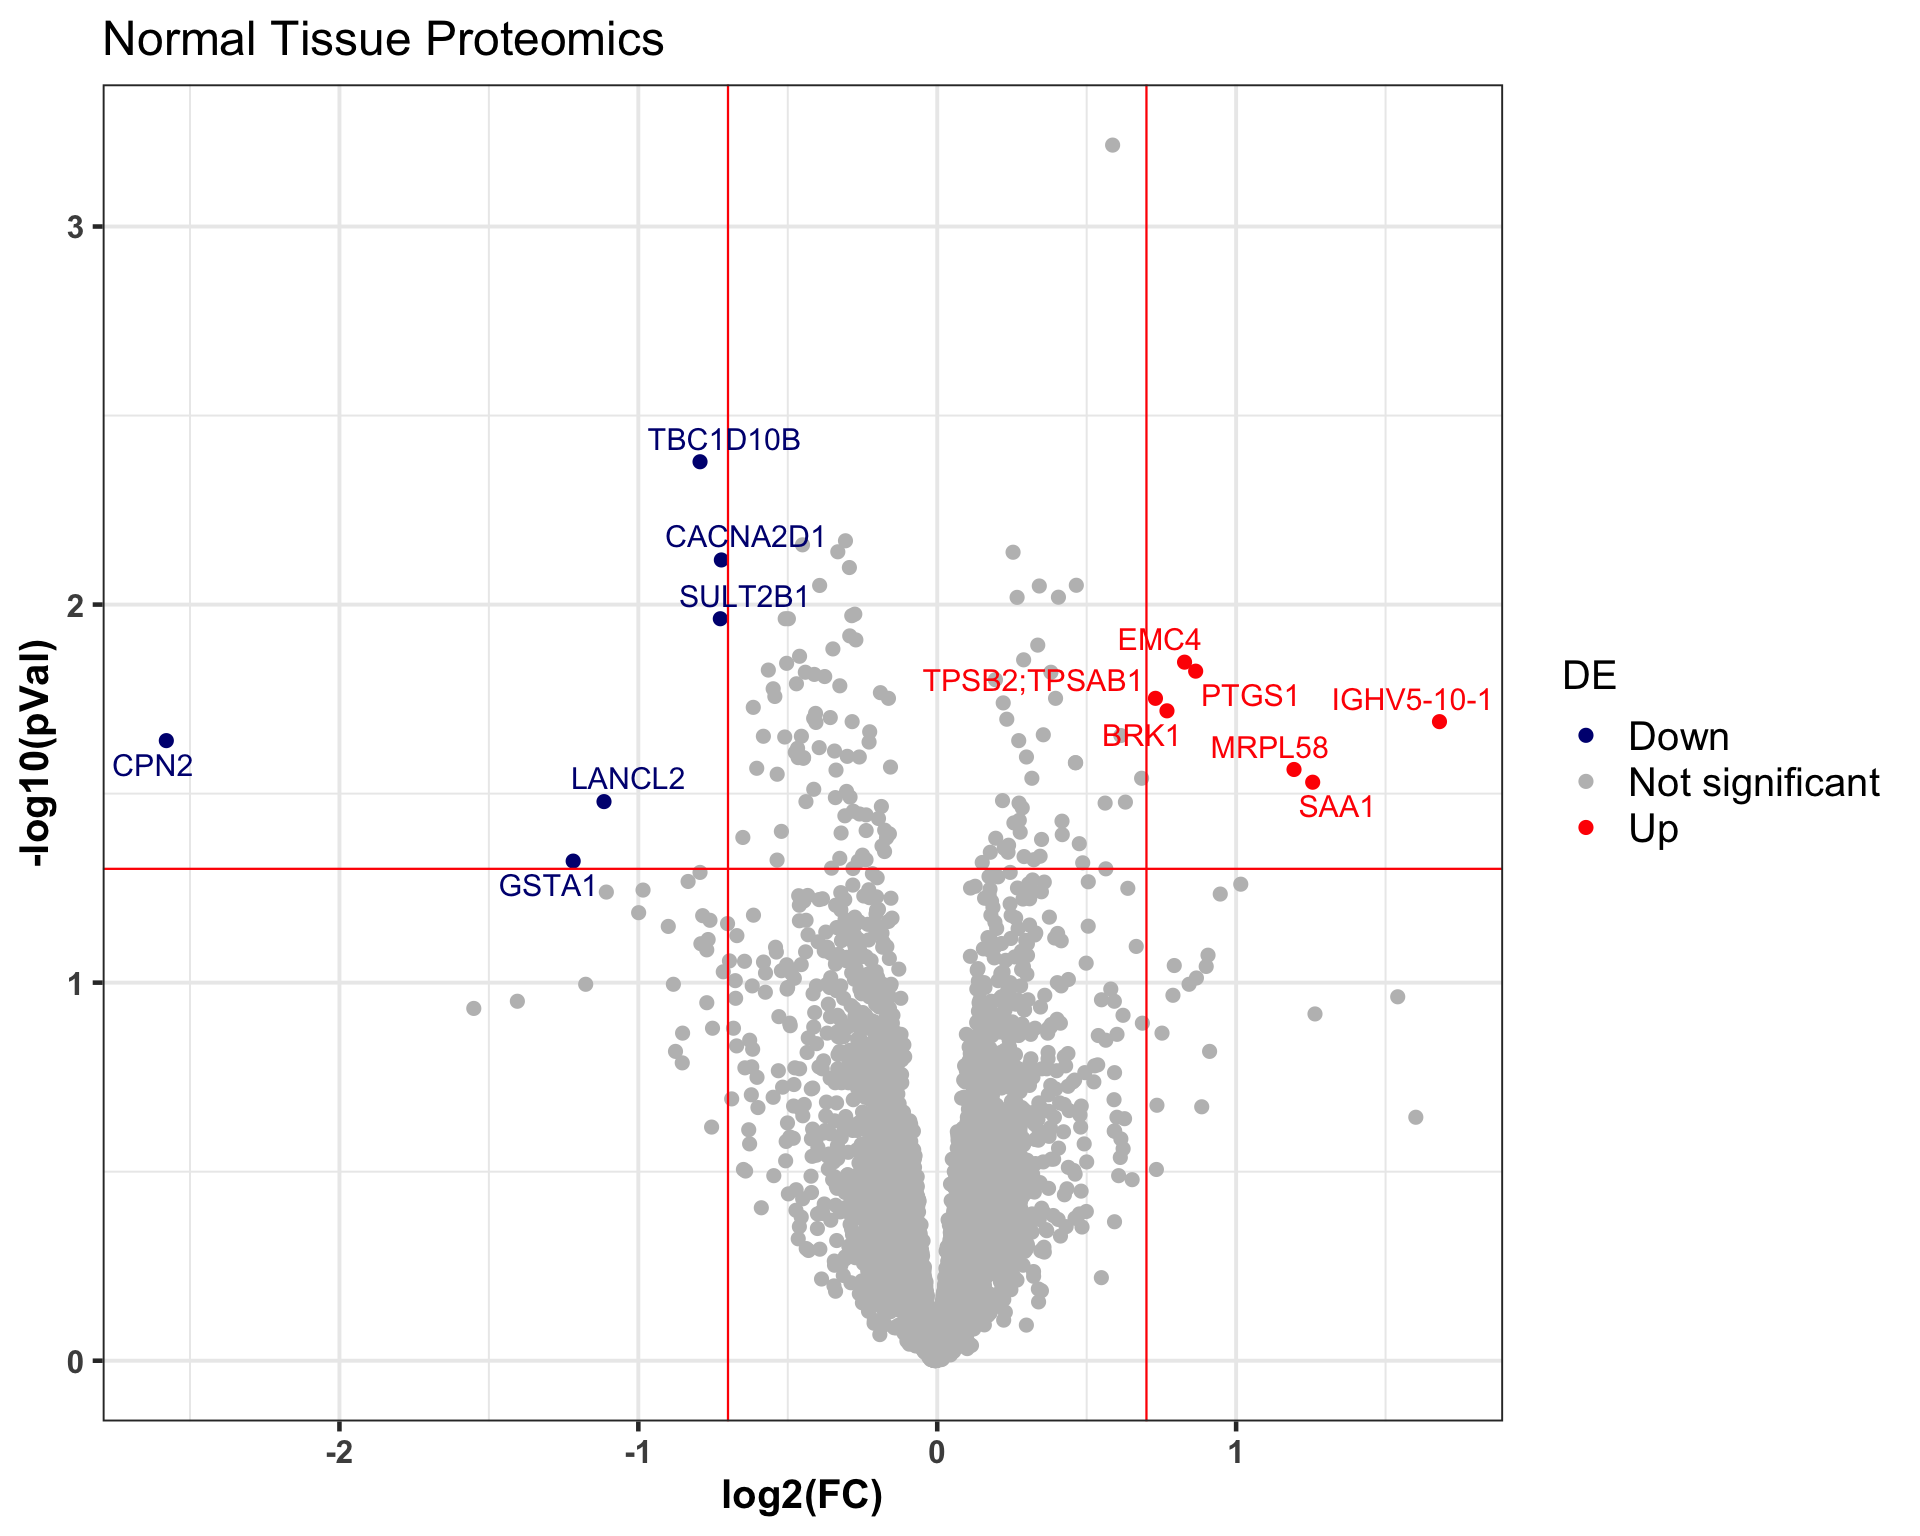 Normal Tissue Proteomics
3
TBC1D10B
CACNA2D1
SULT2B1
2
EMC4
TPSB2;TPSAB1
PTGS1
IGHV5-10-1
BRK1
MRPL58
CPN2
LANCL2
SAA1
GSTA1
1
0
-log10(pVal)
-2
-1
0
1
log2(FC)
DE
Down
Not significant
Up